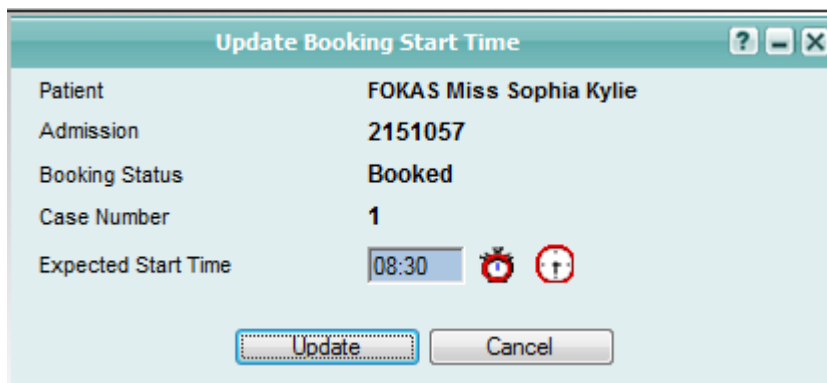 Update Booking Start Time
Patient FOKAS Miss Sophia Kylie
Admission 2151057
Booking Status Booked
Case Number 1
Expected Start Time 08:30
Update Cancel